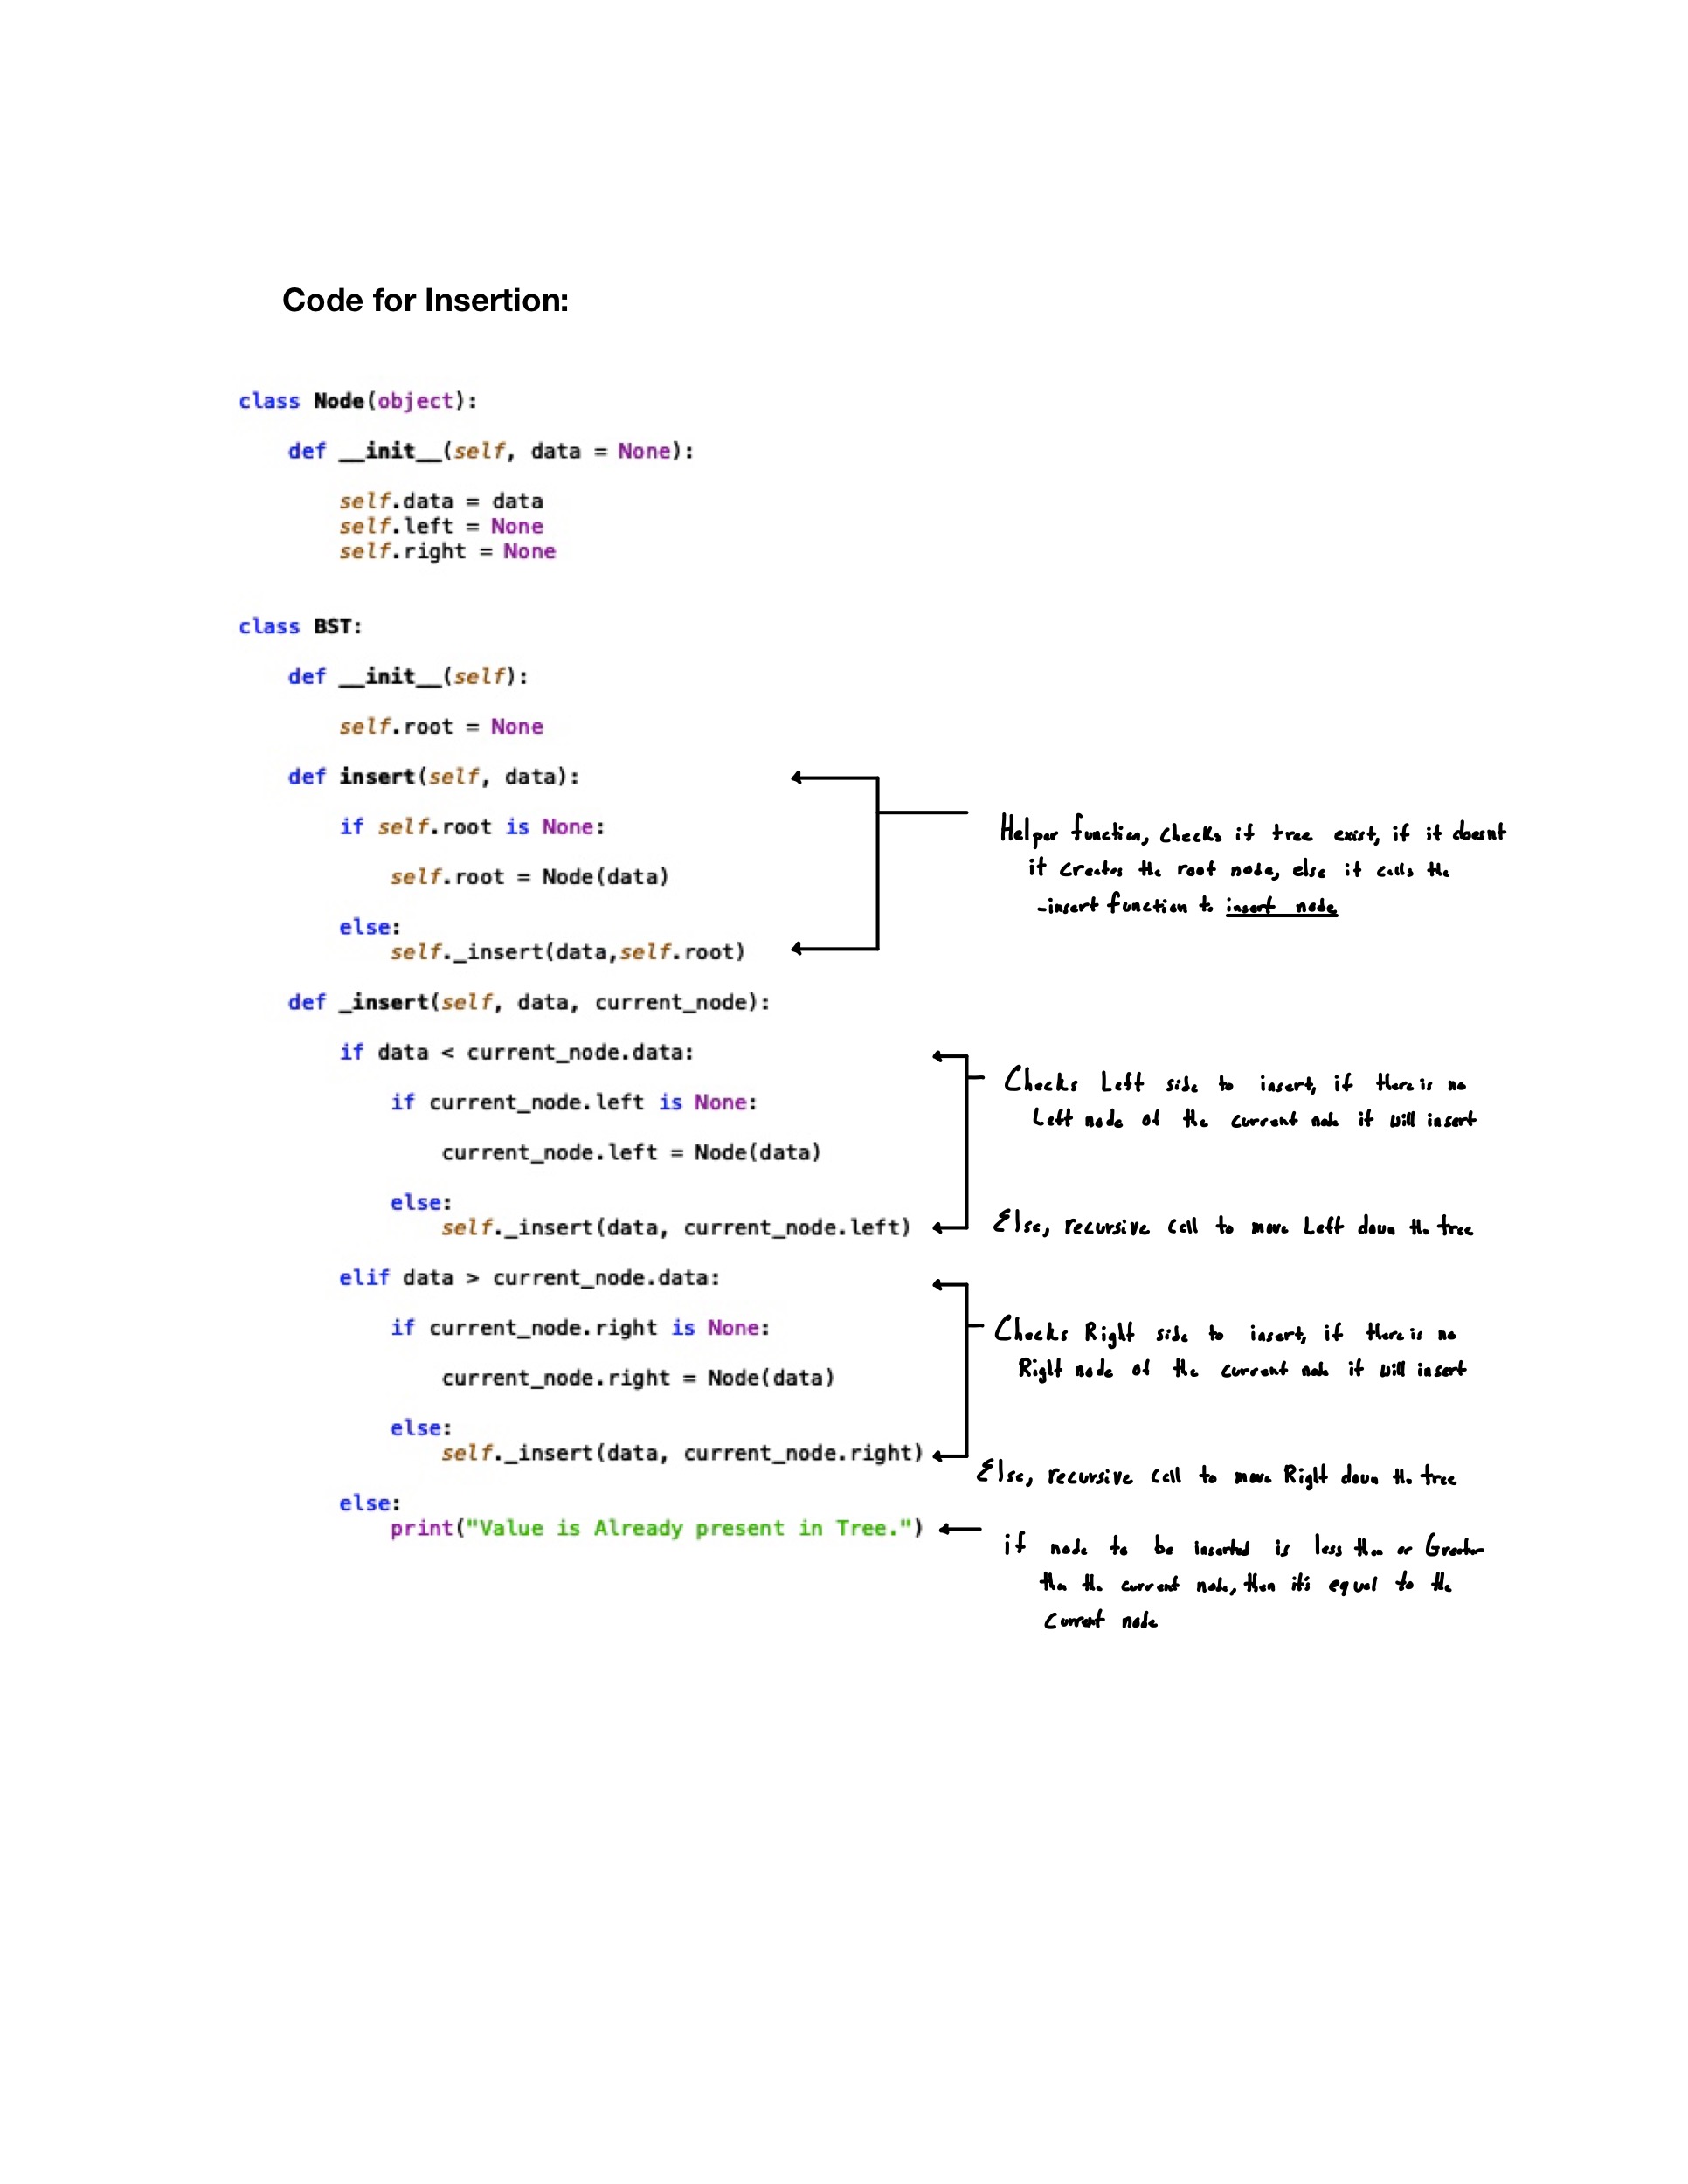 Code for Insertion:
class Node(object):
def __init__(self, data = None):
self.data = data
self.left = None
self.right = None
class BST:
def __init__(self):
self.root = None
def insert(self, data):
if self.root is None:
self.root = Node(data)
else:
self._insert(data,self.root)
Helper function, checks if tree exist, if it doesnt
it creates the root node, else it calls the
_insert function to insert node
def _insert(self, data, current_node):
if data < current_node.data:
if current_node.left is None:
current_node.left = Node(data)
else:
self._insert(data, current_node.left)
Checks Left side to insert, if there is no
Left node of the current node it will insert
Else, recursive call to move Left down the tree
elif data > current_node.data:
if current_node.right is None:
current_node.right = Node(data)
else:
self._insert(data, current_node.right)
Checks Right side to insert, if there is no
Right node of the current node it will insert
Else, recursive call to move Right down the tree
else:
print("Value is Already present in Tree.")
if node to be inserted is less than or Greater
than the current node, then it's equal to the
Current node